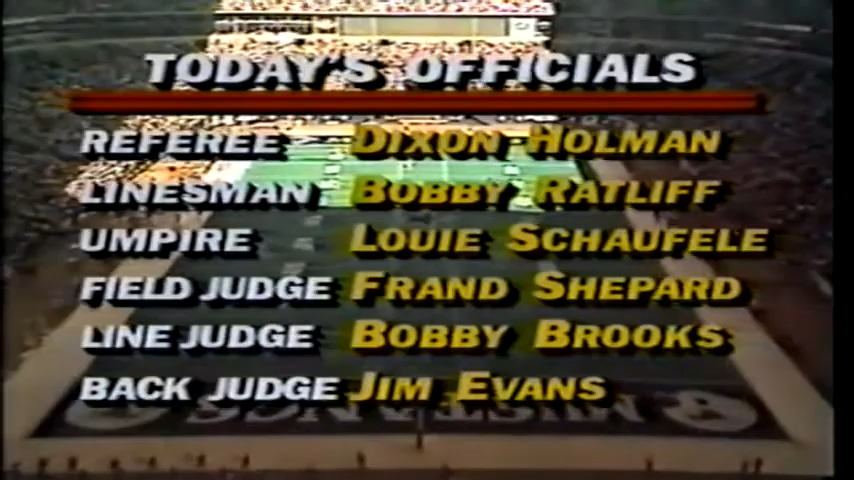 TODAY'S OFFICIALS
REFEREE DIXON HOLMAN
LINESMAN BOBBY RATLIFF
UMPIRE LOUIE SCHAUFELE
FIELD JUDGE FRAND SHEPARD
LINE JUDGE BOBBY BROOKS
BACK JUDGE JIM EVANS
MUSTANGS